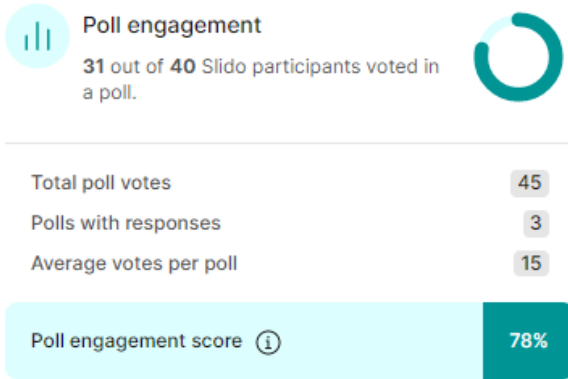 Poll engagement
31 out of 40 Slido participants voted in
a poll.
Total poll votes 45
Polls with responses 3
Average votes per poll 15
Poll engagement score 78%